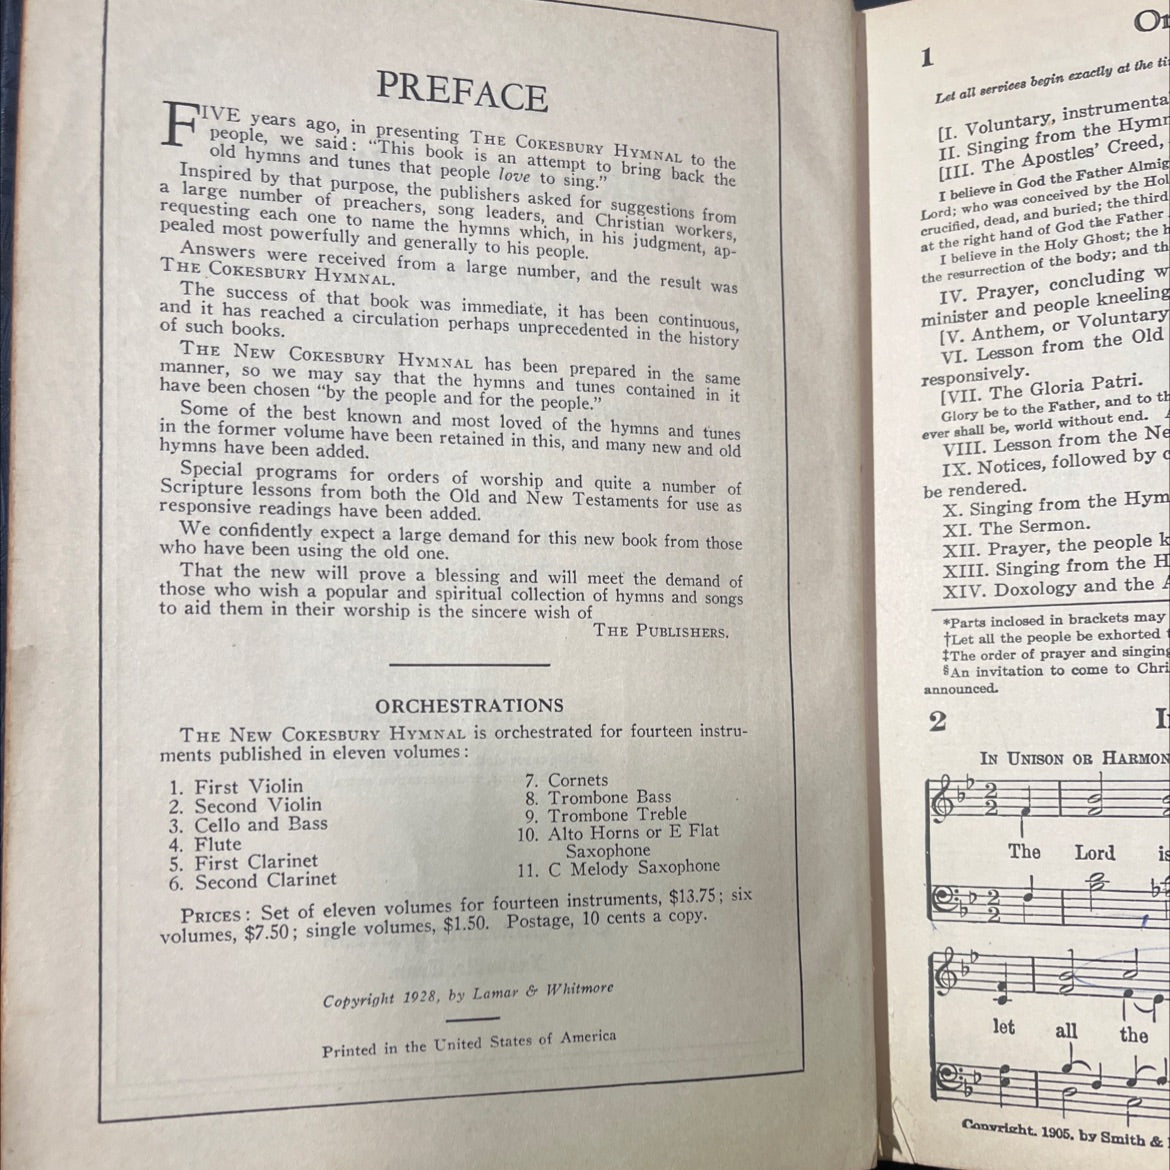 PREFACE
FIVE years ago, in presenting THE COKESBURY HYMNAL to the
people, we said: "This book is an attempt to bring back the
old hymns and tunes that people love to sing."
Inspired by that purpose, the publishers asked for suggestions from
a large number of preachers, song leaders, and Christian workers,
requesting each one to name the hymns which, in his judgment, ap-
pealed most powerfully and generally to his people.
Answers were received from a large number, and the result was
THE COKESBURY HYMNAL.
The success of that book was immediate, it has been continuous,
and it has reached a circulation perhaps unprecedented in the history
of such books.
THE NEW COKESBURY HYMNAL has been prepared in the same
manner, so we may say that the hymns and tunes contained in it
have been chosen "by the people and for the people."
Some of the best known and most loved of the hymns and tunes
in the former volume have been retained in this, and many new and old
hymns have been added.
Special programs for orders of worship and quite a number of
Scripture lessons from both the Old and New Testaments for use as
responsive readings have been added.
We confidently expect a large demand for this new book from those
who have been using the old one.
That the new will prove a blessing and will meet the demand of
those who wish a popular and spiritual collection of hymns and songs
to aid them in their worship is the sincere wish of
THE PUBLISHERS.
ORCHESTRATIONS
THE NEW COKESBURY HYMNAL is orchestrated for fourteen instru-
ments published in eleven volumes:
1. First Violin
2. Second Violin
3. Cello and Bass
4. Flute
5. First Clarinet
6. Second Clarinet
7. Cornets
8. Trombone Bass
9. Trombone Treble
10. Alto Horns or E Flat
Saxophone
11. C Melody Saxophone
PRICES: Set of eleven volumes for fourteen instruments, $13.75; six
volumes, $7.50; single volumes, $1.50. Postage, 10 cents a copy.
Copyright 1928, by Lamar & Whitmore
Printed in the United States of America
1
Let all services begin exactly at the
[I. Voluntary, instrumenta
II. Singing from the Hym
[III. The Apostles' Creed,
I believe in God the Father Almig
Lord; who was conceived by the Hol
crucified, dead, and buried; the third
at the right hand of God the Father
I believe in the Holy Ghost; the
the resurrection of the body; and th
IV. Prayer, concluding w
minister and people kneeling
[V. Anthem, or Voluntary
VI. Lesson from the Old
responsively.
[VII. The Gloria Patri.
Glory be to the Father, and to th
ever shall be, world without end.
VIII. Lesson from the Ne
IX. Notices, followed by
be rendered.
X. Singing from the Hym
XI. The Sermon.
XII. Prayer, the people k
XIII. Singing from the H
XIV. Doxology and the
*Parts inclosed in brackets may
†Let all the people be exhorted
‡The order of prayer and singing
§An invitation to come to Chri
announced.
2
IN UNISON OR HARMON
The Lord is
let all the
Copyright, 1905, by Smith &